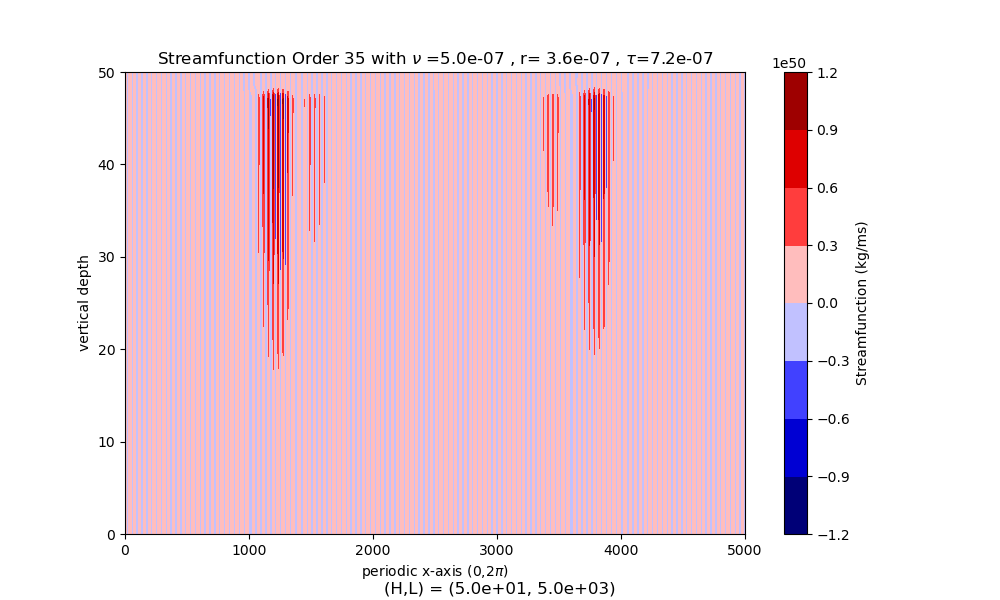 Streamfunction Order 35 with ν =5.0e-07 , r= 3.6e-07 , τ=7.2e-07
1e50
50
40
30
20
10
0
vertical depth
0 1000 2000 3000 4000 5000
periodic x-axis (0,2π)
(H,L) = (5.0e+01, 5.0e+03)
1.2
0.9
0.6
0.3
0.0
−0.3
−0.6
−0.9
−1.2
Streamfunction (kg/ms)